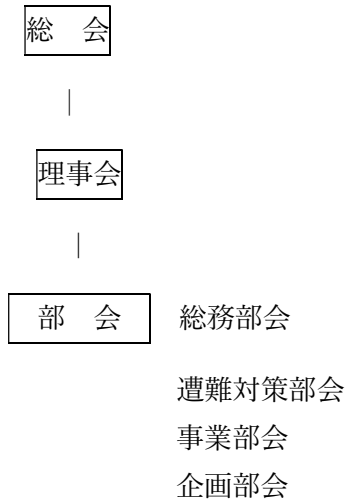 総　会
｜
理事会
｜
部　会　総務部会
遭難対策部会
事業部会
企画部会